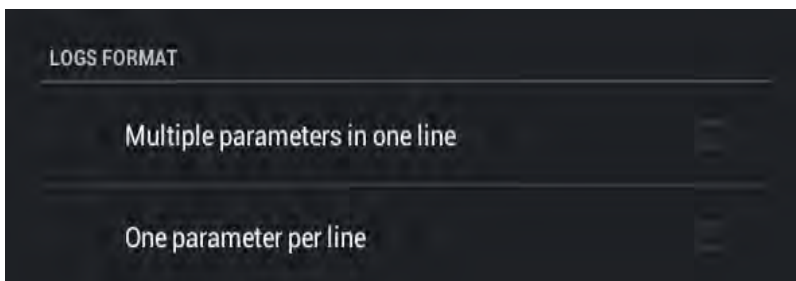 LOGS FORMAT
Multiple parameters in one line
One parameter per line